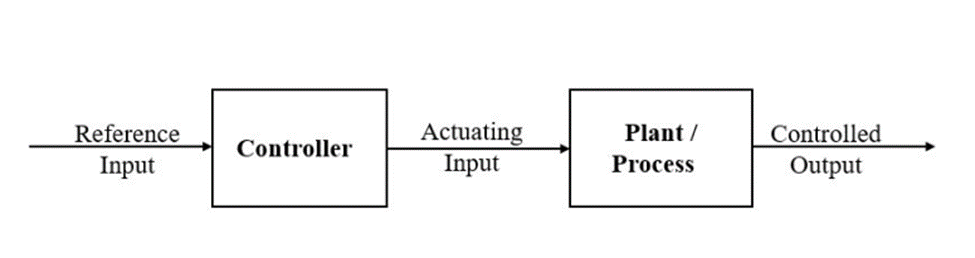 Reference
Input
Controller
Actuating
Input
Plant /
Process
Controlled
Output